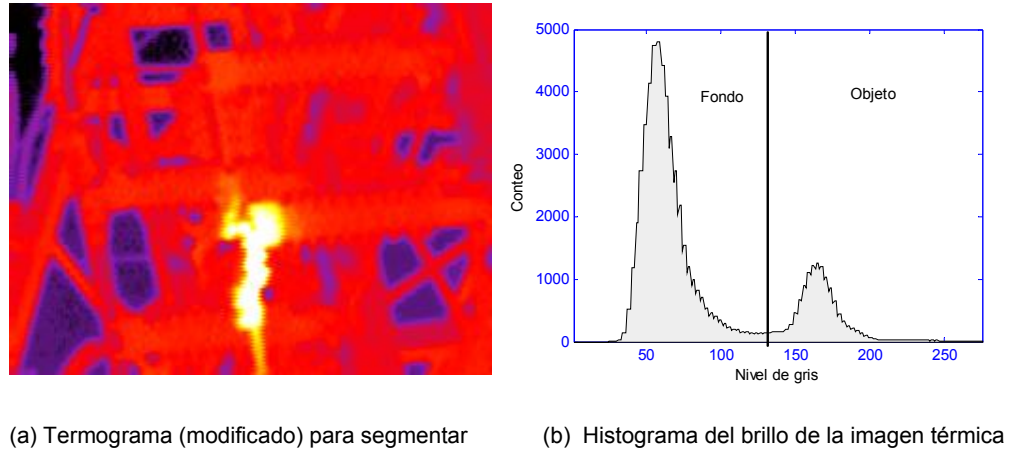 5000
4000
3000
2000
1000
0
Conteo
Fondo
Objeto
50 100 150 200 250
Nivel de gris
(a) Termograma (modificado) para segmentar
(b) Histograma del brillo de la imagen térmica